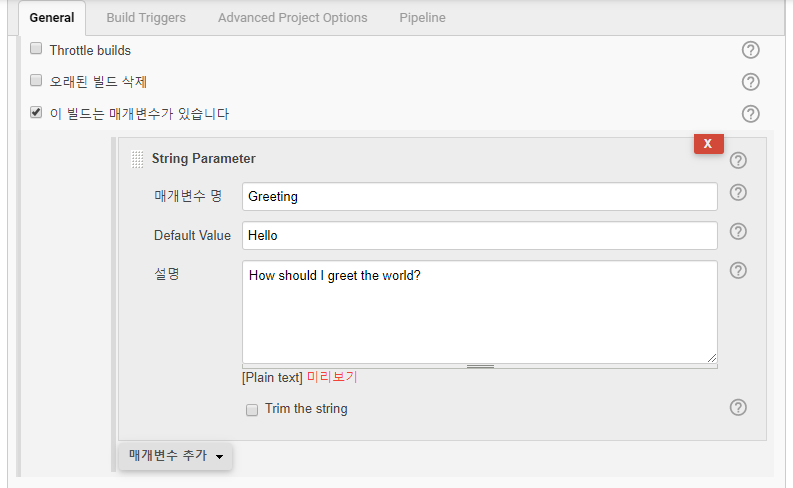 General Build Triggers Advanced Project Options Pipeline
Throttle builds
오래된 빌드 삭제
이 빌드는 매개변수가 있습니다
X
String Parameter
매개변수 명 Greeting
Default Value Hello
설명 How should I greet the world?
[Plain text] 미리보기
Trim the string
매개변수 추가